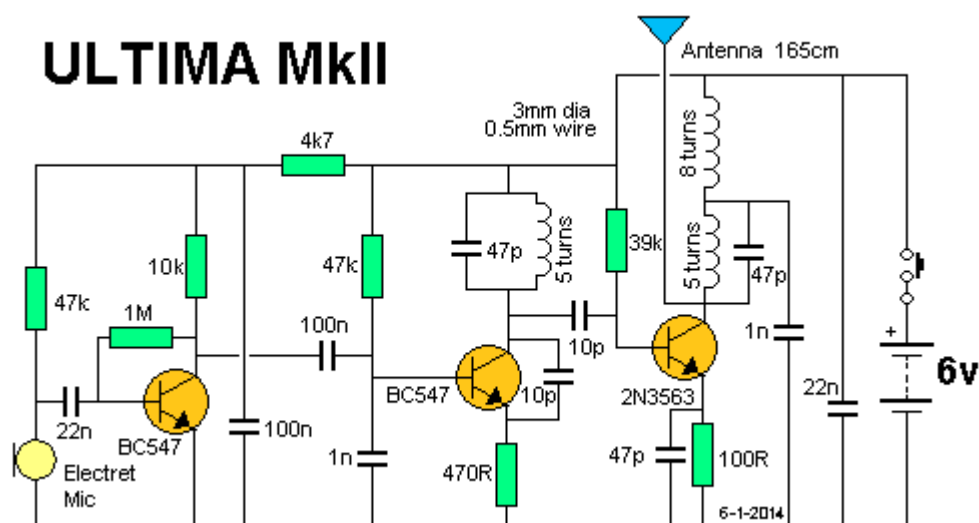 ULTIMA MkII
Antenna 165cm
3mm dia
0.5mm wire
4k7
8 turns
47k
1M
10k
22n
BC547
Electret
Mic
100n
100n
47k
1n
47p
5 turns
BC547
10p
470R
10p
39k
2N3563
47p
100R
5 turns
47p
1n
22n
+
6v
6-1-2014